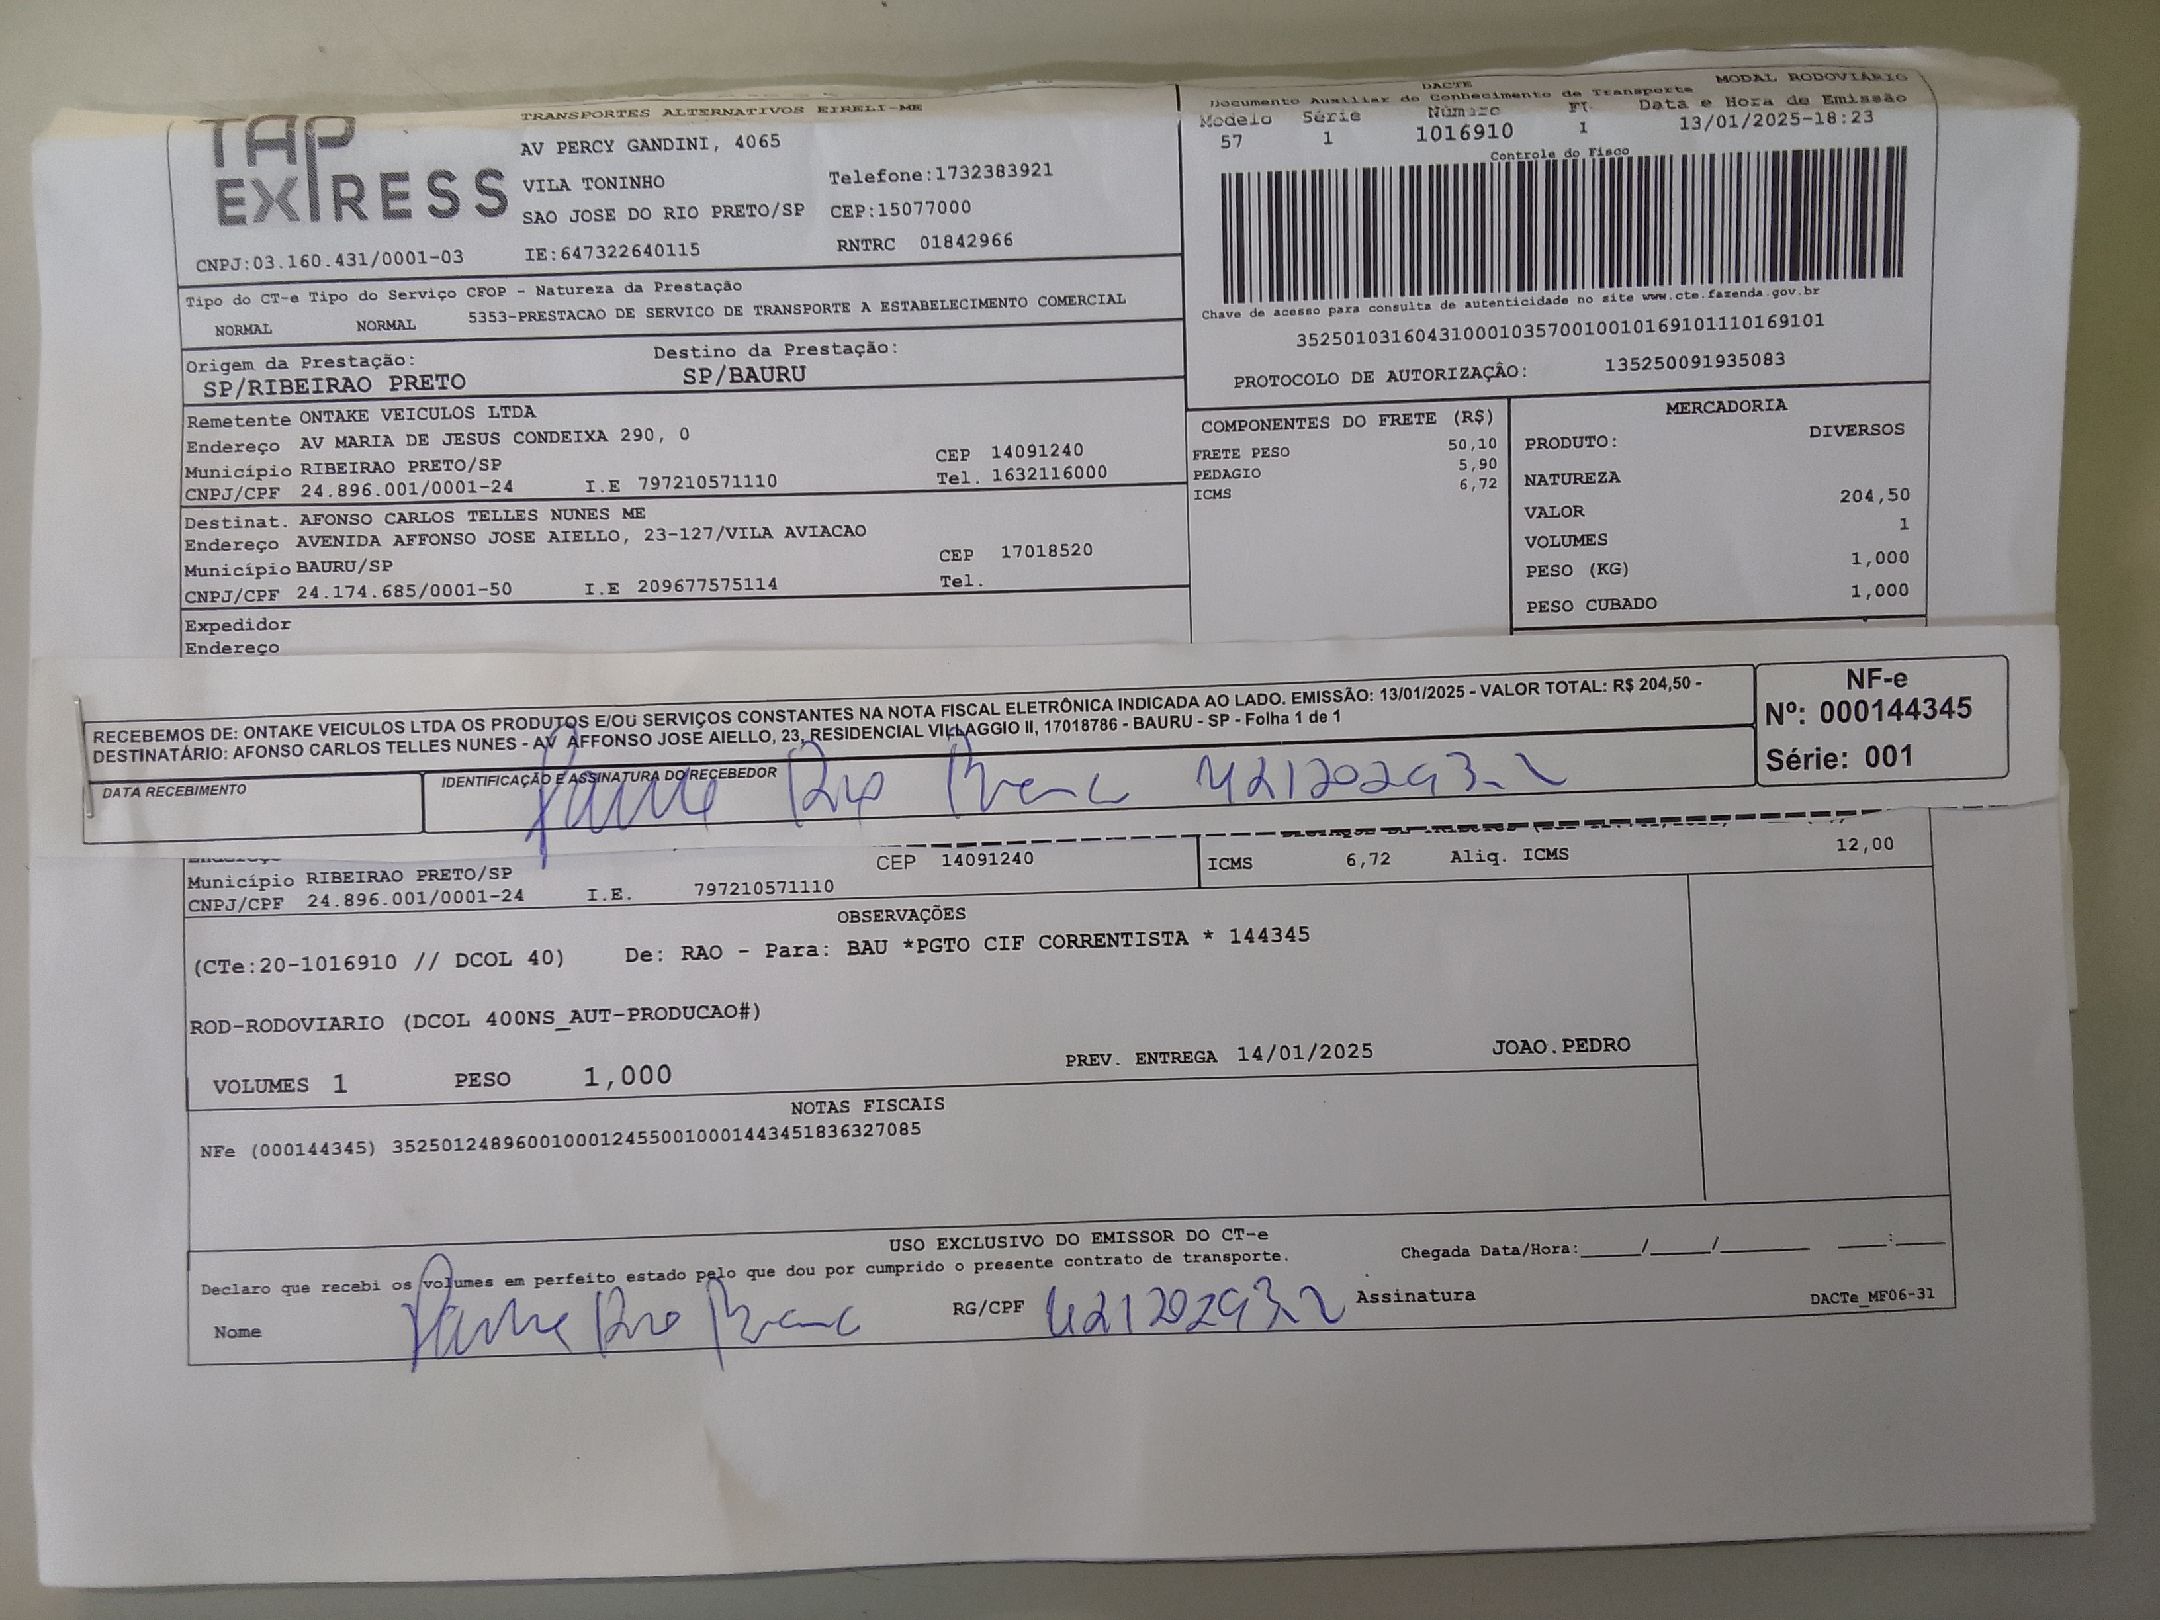 TRANSPORTES ALTERNATIVOS EIRELI-ME
TAP EXPRESS
AV PERCY GANDINI, 4065
VILA TONINHO Telefone:1732383921
SAO JOSE DO RIO PRETO/SP CEP:15077000
CNPJ:03.160.431/0001-03 IE:647322640115 RNTRC 01842966
DACTE MODAL RODOVIÁRIO
Documento Auxiliar do Conhecimento de Transporte
Modelo Série Número Fl. Data e Hora de Emissão
57 1 1016910 1 13/01/2025-18:23
Controle do Fisco
Chave de acesso para consulta de autenticidade no site www.cte.fazenda.gov.br
35250103160431000103570010010169101110169101
PROTOCOLO DE AUTORIZAÇÃO: 135250091935083
Tipo do CT-e Tipo do Serviço CFOP - Natureza da Prestação
NORMAL NORMAL 5353-PRESTACAO DE SERVICO DE TRANSPORTE A ESTABELECIMENTO COMERCIAL
Origem da Prestação: Destino da Prestação:
SP/RIBEIRAO PRETO SP/BAURU
Remetente ONTAKE VEICULOS LTDA
Endereço AV MARIA DE JESUS CONDEIXA 290, 0
Município RIBEIRAO PRETO/SP CEP 14091240
CNPJ/CPF 24.896.001/0001-24 I.E 797210571110 Tel. 1632116000
Destinat. AFONSO CARLOS TELLES NUNES ME
Endereço AVENIDA AFFONSO JOSE AIELLO, 23-127/VILA AVIACAO
Município BAURU/SP CEP 17018520
CNPJ/CPF 24.174.685/0001-50 I.E 209677575114 Tel.
Expedidor
Endereço
COMPONENTES DO FRETE (R$)
FRETE PESO 50,10
PEDAGIO 5,90
ICMS 6,72
MERCADORIA
PRODUTO: DIVERSOS
NATUREZA
VALOR 204,50
VOLUMES 1
PESO (KG) 1,000
PESO CUBADO 1,000
RECEBEMOS DE: ONTAKE VEICULOS LTDA OS PRODUTOS E/OU SERVIÇOS CONSTANTES NA NOTA FISCAL ELETRÔNICA INDICADA AO LADO. EMISSÃO: 13/01/2025 - VALOR TOTAL: R$ 204,50 -
DESTINATÁRIO: AFONSO CARLOS TELLES NUNES - AV AFFONSO JOSE AIELLO, 23, RESIDENCIAL VILLAGGIO II, 17018786 - BAURU - SP - Folha 1 de 1
DATA RECEBIMENTO IDENTIFICAÇÃO E ASSINATURA DO RECEBEDOR
NF-e
Nº: 000144345
Série: 001
Município RIBEIRAO PRETO/SP CEP 14091240
CNPJ/CPF 24.896.001/0001-24 I.E. 797210571110
ICMS 6,72 Aliq. ICMS 12,00
OBSERVAÇÕES
(CTe:20-1016910 // DCOL 40) De: RAO - Para: BAU *PGTO CIF CORRENTISTA * 144345
ROD-RODOVIARIO (DCOL 400NS_AUT-PRODUCAO#)
VOLUMES 1 PESO 1,000 PREV. ENTREGA 14/01/2025 JOAO.PEDRO
NOTAS FISCAIS
NFe (000144345) 35250124896001000124550010001443451836327085
USO EXCLUSIVO DO EMISSOR DO CT-e
Declaro que recebi os volumes em perfeito estado pelo que dou por cumprido o presente contrato de transporte. Chegada Data/Hora:____/____/______ ___:___
Nome RG/CPF Assinatura DACTe_MF06-31